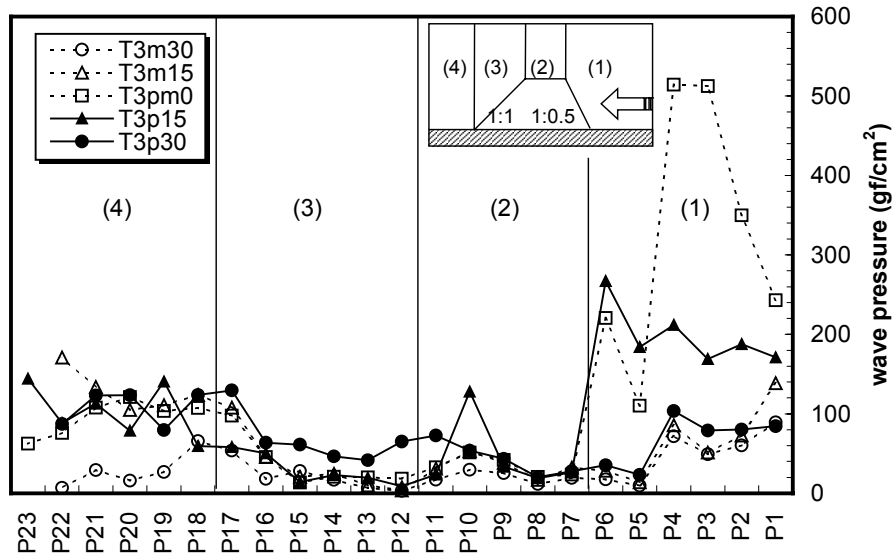 T3m30
T3m15
T3pm0
T3p15
T3p30
(4)
(3)
(2)
(1)
1:1
1:0.5
(4)
(3)
(2)
(1)
600
500
400
300
200
100
0
wave pressure (gf/cm²)
P23
P22
P21
P20
P19
P18
P17
P16
P15
P14
P13
P12
P11
P10
P9
P8
P7
P6
P5
P4
P3
P2
P1